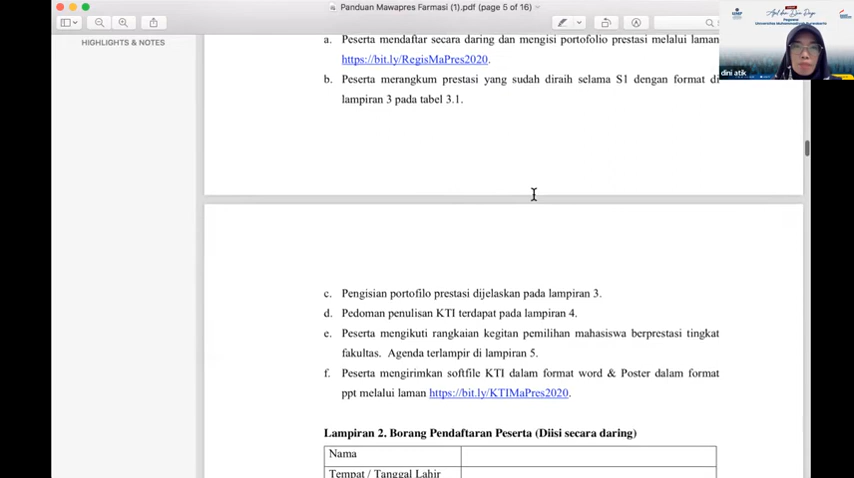 Panduan Mawapres Farmasi (1).pdf (page 5 of 16)
HIGHLIGHTS & NOTES
a. Peserta mendaftar secara daring dan mengisi portofolio prestasi melalui laman
https://bit.ly/RegisMaPres2020.
b. Peserta merangkum prestasi yang sudah diraih selama S1 dengan format di
lampiran 3 pada tabel 3.1.
dini atik
c. Pengisian portofilo prestasi dijelaskan pada lampiran 3.
d. Pedoman penulisan KTI terdapat pada lampiran 4.
e. Peserta mengikuti rangkaian kegitan pemilihan mahasiswa berprestasi tingkat
fakultas. Agenda terlampir di lampiran 5.
f. Peserta mengirimkan softfile KTI dalam format word & Poster dalam format
ppt melalui laman https://bit.ly/KTIMaPres2020.
Lampiran 2. Borang Pendaftaran Peserta (Diisi secara daring)
Nama
Tempat / Tanggal Lahir